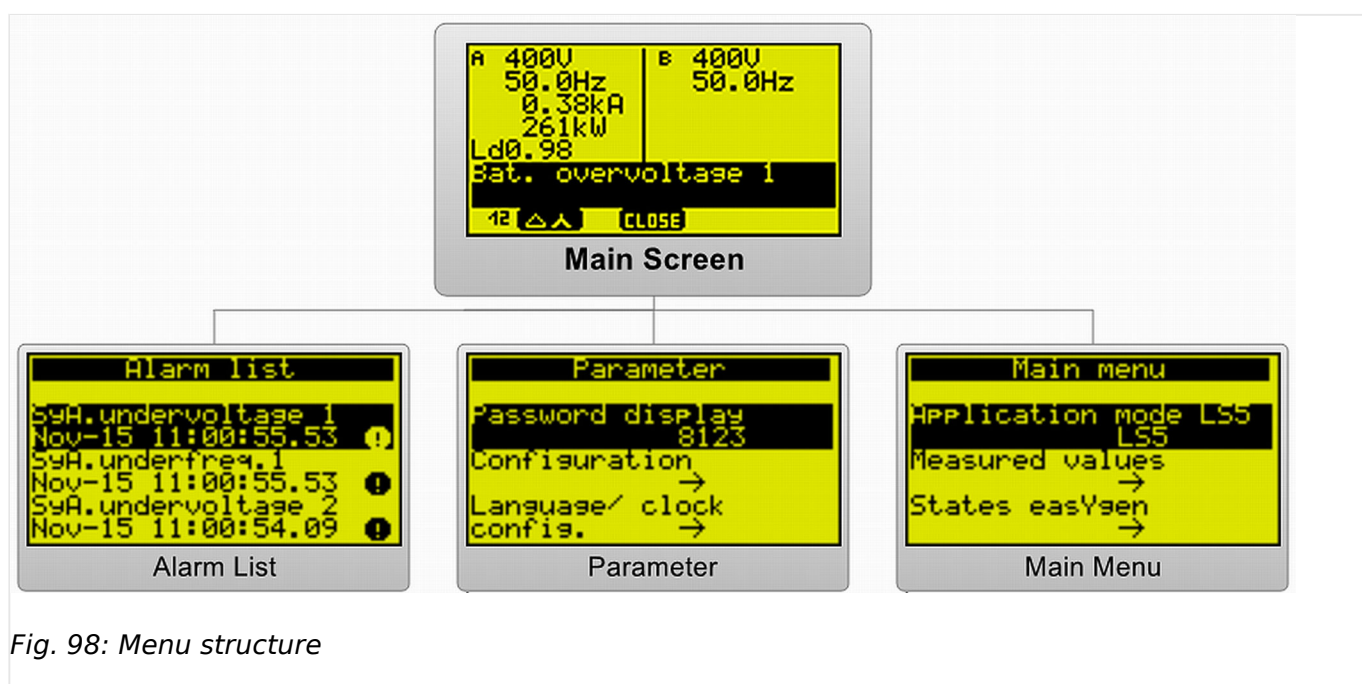 A 400V B 400V
50.0Hz 50.0Hz
0.38kA
261kW
Ld0.98
Bat. overvoltage 1
12 CLOSE
Main Screen
Alarm list
SyA.undervoltage 1
Nov-15 11:00:55.53
SyA.underfreq.1
Nov-15 11:00:55.53
SyA.undervoltage 2
Nov-15 11:00:54.09
Alarm List
Parameter
Password display
8123
Configuration
→
Language/ clock
config. →
Parameter
Main menu
Application mode LS5
LS5
Measured values
→
States easYgen
→
Main Menu
Fig. 98: Menu structure